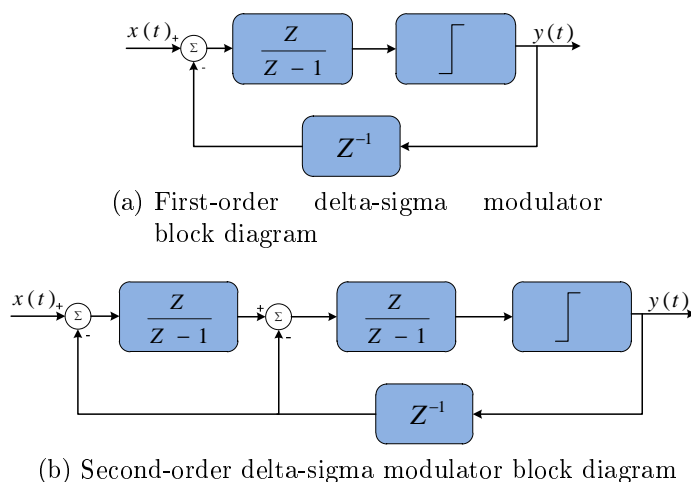 x(t) + Σ - Z / Z - 1 y(t)
Z⁻¹
(a) First-order delta-sigma modulator
block diagram
x(t) + Σ - Z / Z - 1 + Σ - Z / Z - 1 y(t)
Z⁻¹
(b) Second-order delta-sigma modulator block diagram